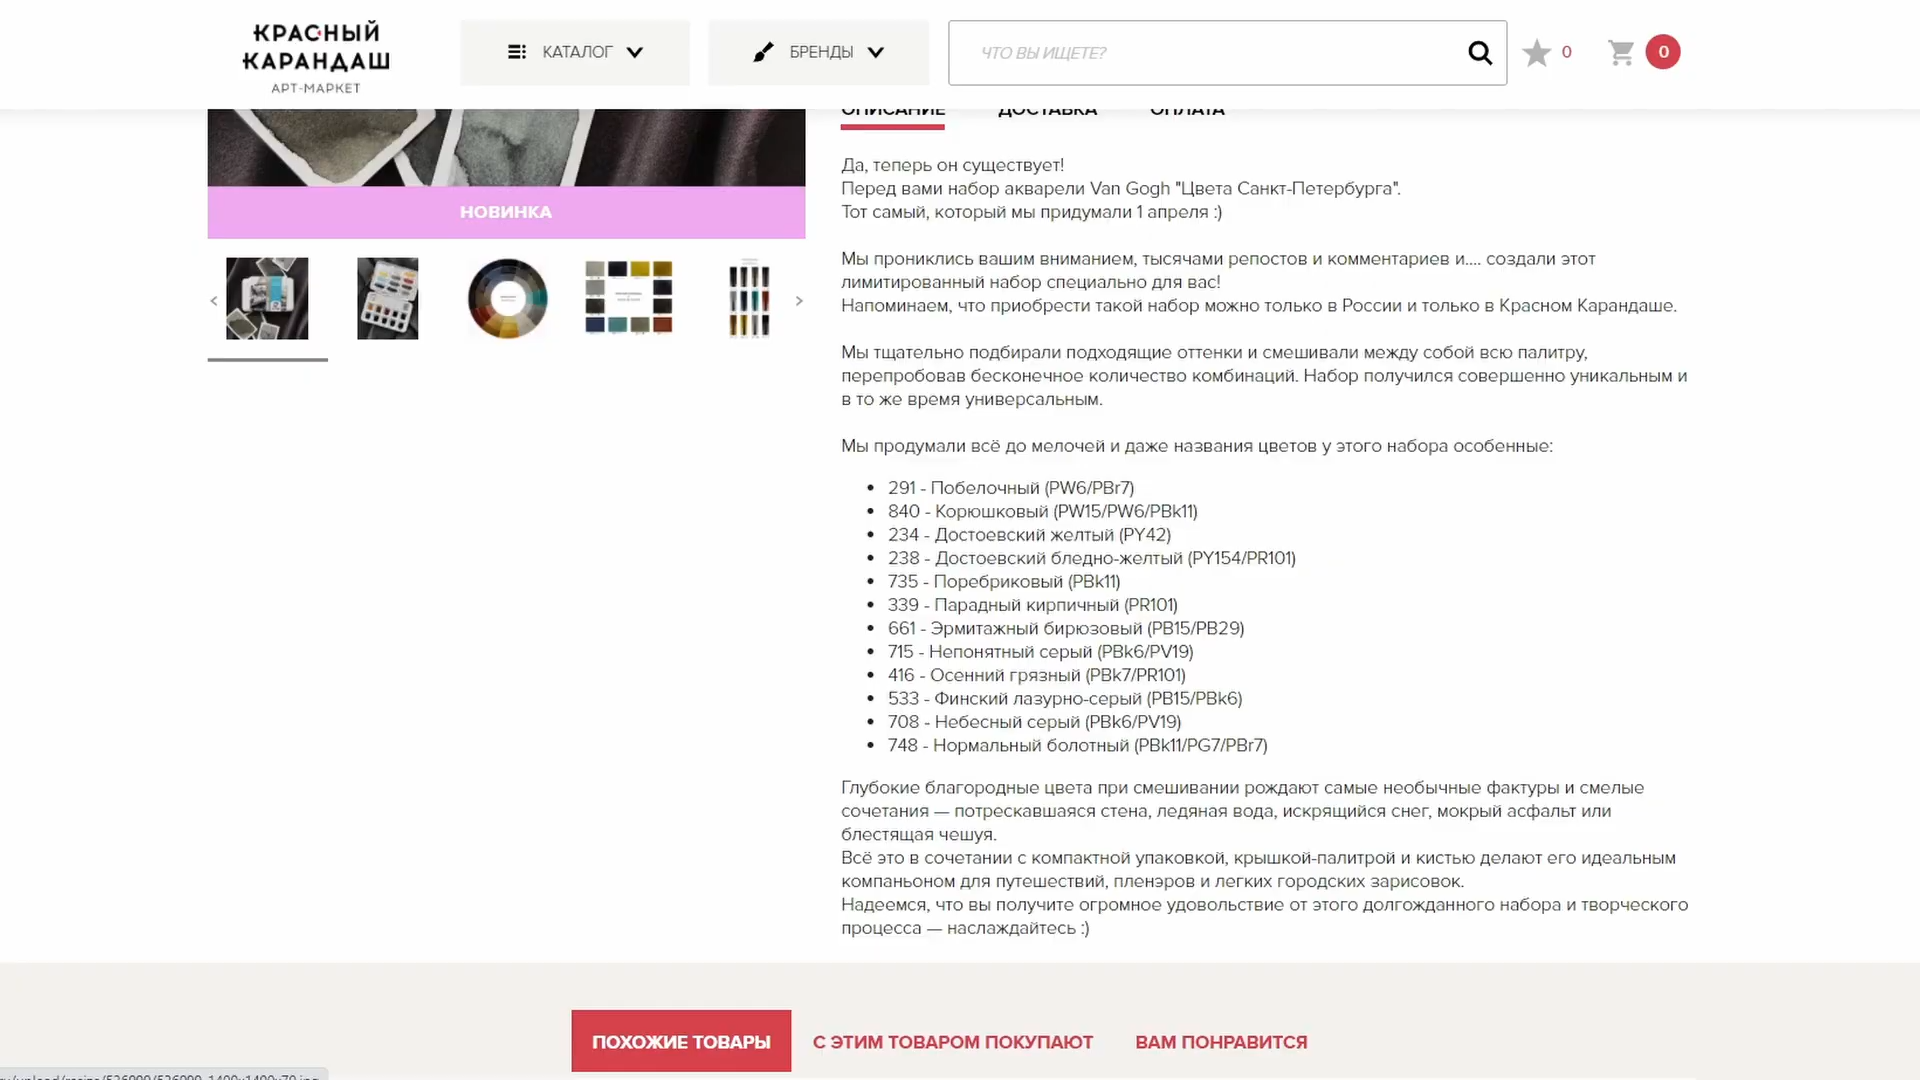 КРАСНЫЙ
КАРАНДАШ
АРТ-МАРКЕТ
КАТАЛОГ
БРЕНДЫ
ЧТО ВЫ ИЩЕТЕ?
0
0
ОПИСАНИЕ
ДОСТАВКА
ОПЛАТА
НОВИНКА
Да, теперь он существует!
Перед вами набор акварели Van Gogh "Цвета Санкт-Петербурга".
Тот самый, который мы придумали 1 апреля :)
Мы прониклись вашим вниманием, тысячами репостов и комментариев и.... создали этот
лимитированный набор специально для вас!
Напоминаем, что приобрести такой набор можно только в России и только в Красном Карандаше.
Мы тщательно подбирали подходящие оттенки и смешивали между собой всю палитру,
перепробовав бесконечное количество комбинаций. Набор получился совершенно уникальным и
в то же время универсальным.
Мы продумали всё до мелочей и даже названия цветов у этого набора особенные:
• 291 - Побелочный (PW6/PBr7)
• 840 - Корюшковый (PW15/PW6/PBk11)
• 234 - Достоевский желтый (PY42)
• 238 - Достоевский бледно-желтый (PY154/PR101)
• 735 - Поребриковый (PBk11)
• 339 - Парадный кирпичный (PR101)
• 661 - Эрмитажный бирюзовый (PB15/PB29)
• 715 - Непонятный серый (PBk6/PV19)
• 416 - Осенний грязный (PBk7/PR101)
• 533 - Финский лазурно-серый (PB15/PBk6)
• 708 - Небесный серый (PBk6/PV19)
• 748 - Нормальный болотный (PBk11/PG7/PBr7)
Глубокие благородные цвета при смешивании рождают самые необычные фактуры и смелые
сочетания — потрескавшаяся стена, ледяная вода, искрящийся снег, мокрый асфальт или
блестящая чешуя.
Всё это в сочетании с компактной упаковкой, крышкой-палитрой и кистью делают его идеальным
компаньоном для путешествий, пленэров и легких городских зарисовок.
Надеемся, что вы получите огромное удовольствие от этого долгожданного набора и творческого
процесса — наслаждайтесь :)
ПОХОЖИЕ ТОВАРЫ
С ЭТИМ ТОВАРОМ ПОКУПАЮТ
ВАМ ПОНРАВИТСЯ